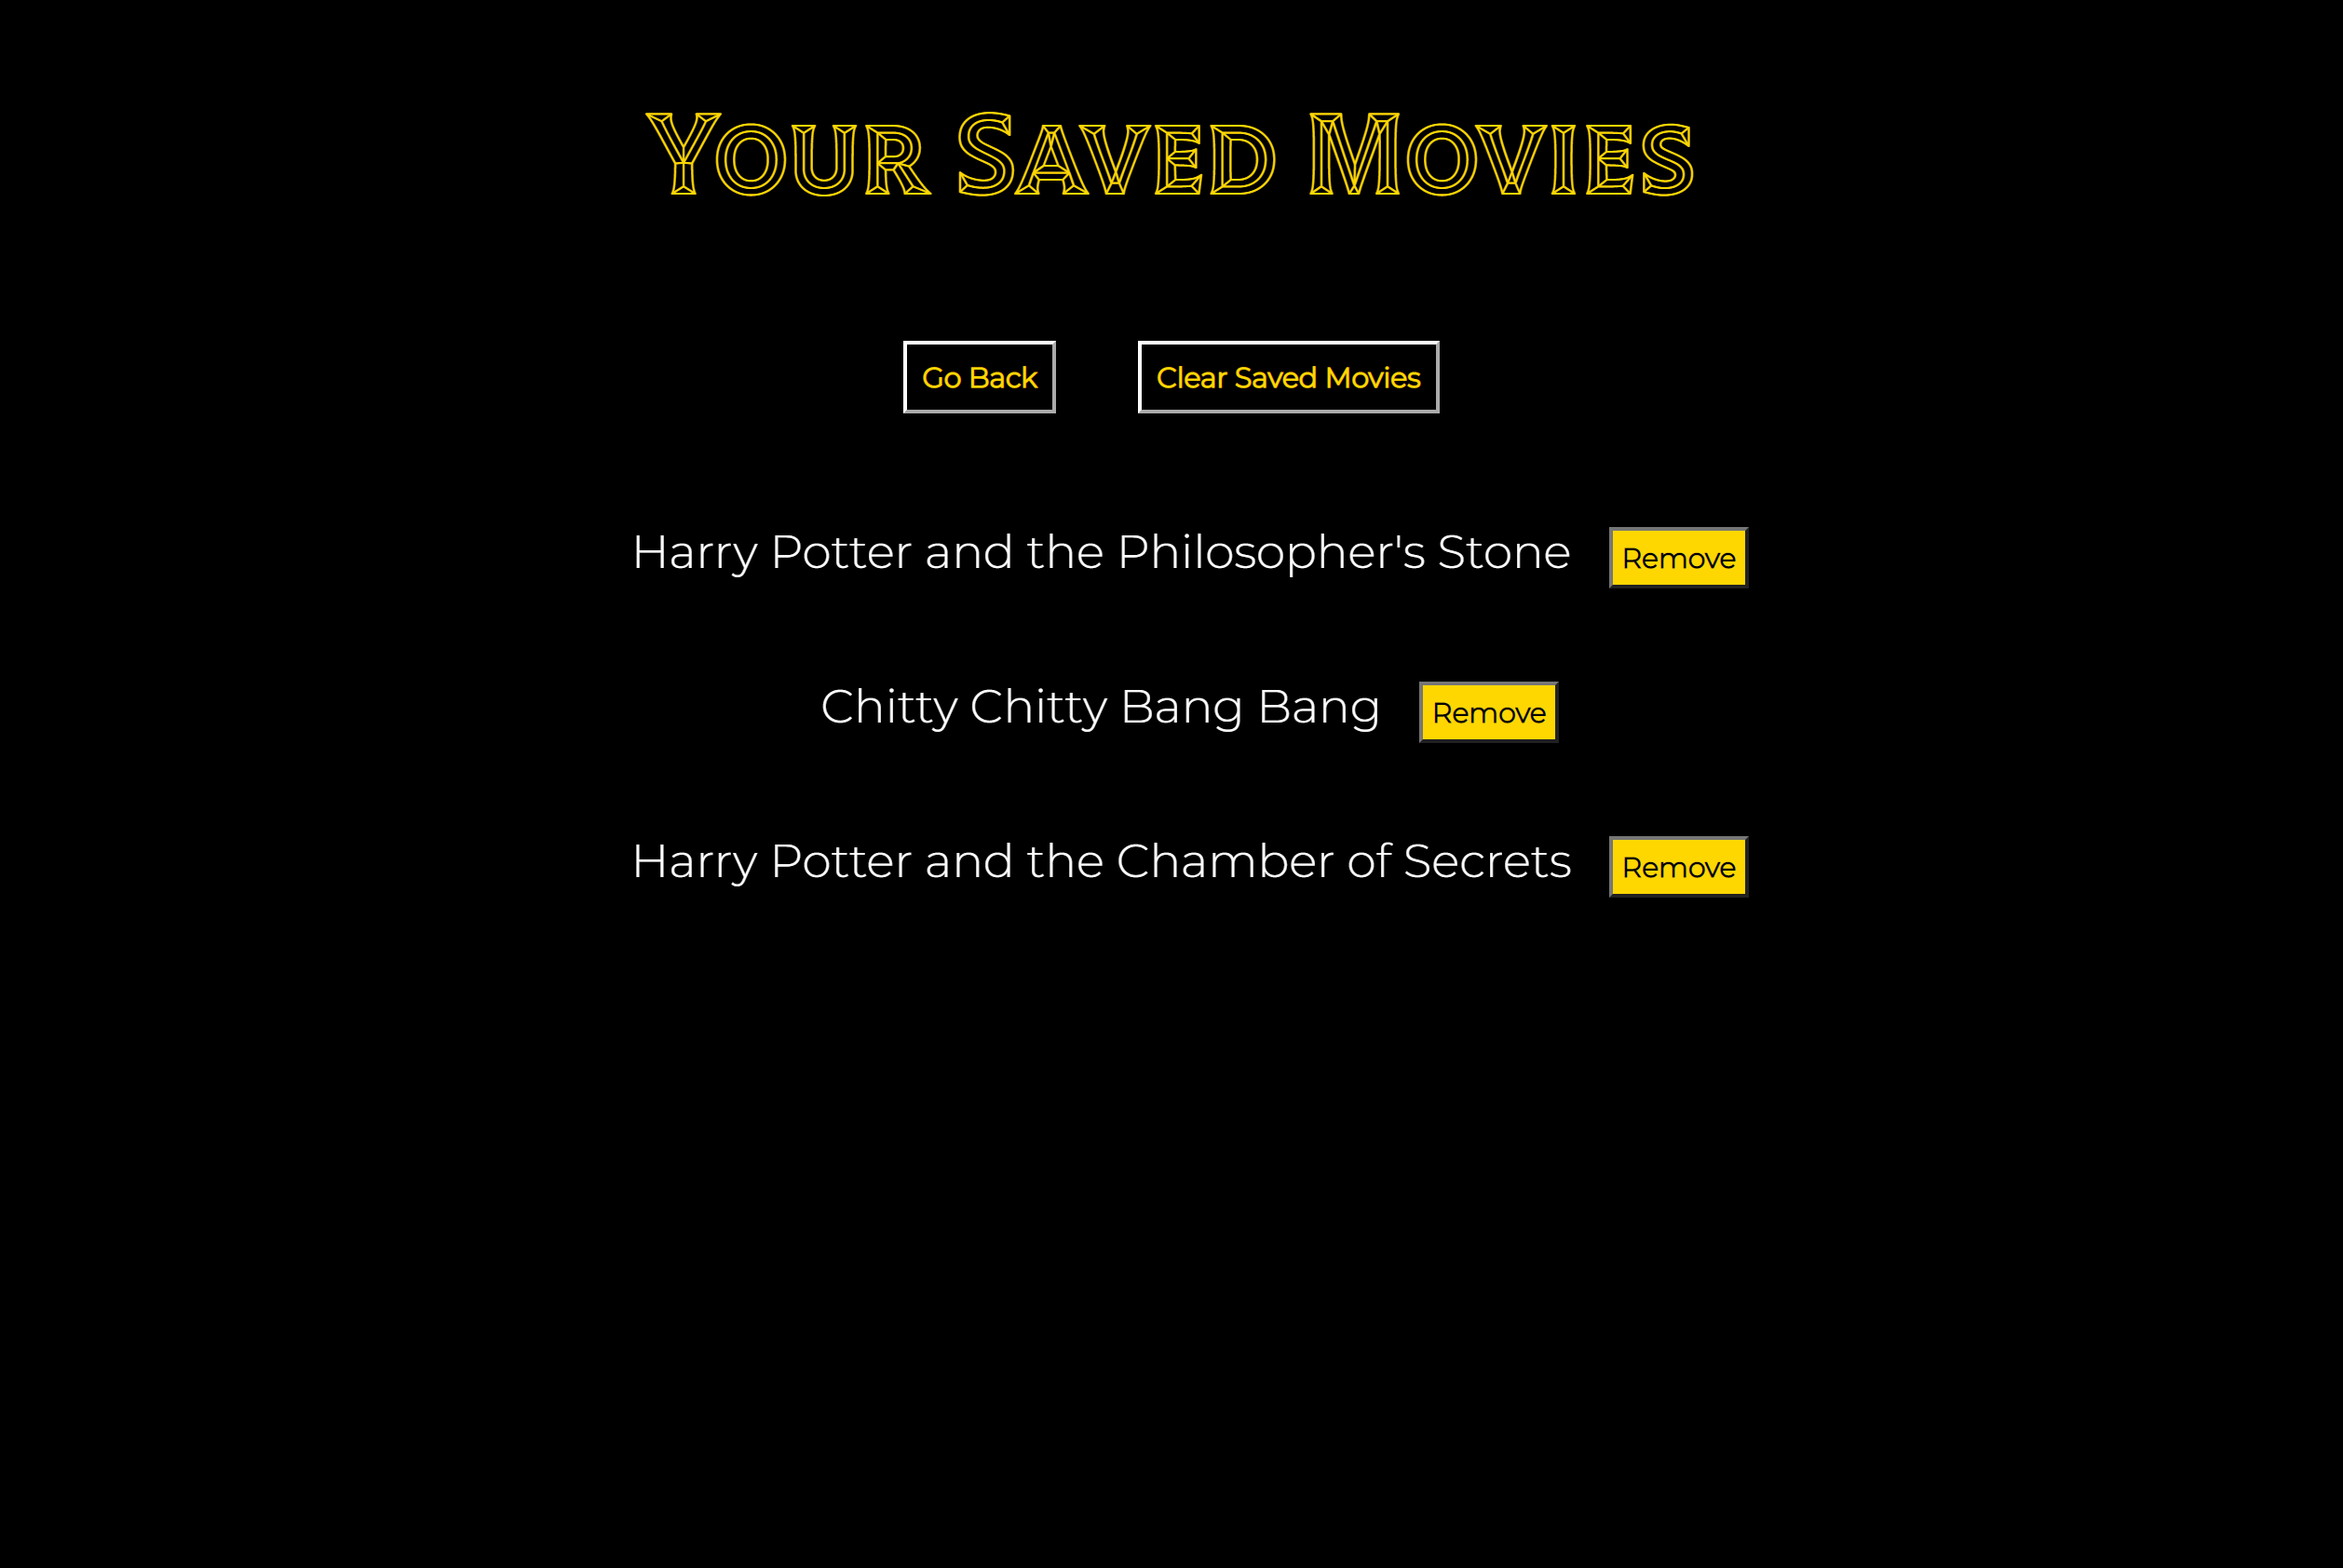 Your Saved Movies
Go Back Clear Saved Movies
Harry Potter and the Philosopher's Stone Remove
Chitty Chitty Bang Bang Remove
Harry Potter and the Chamber of Secrets Remove